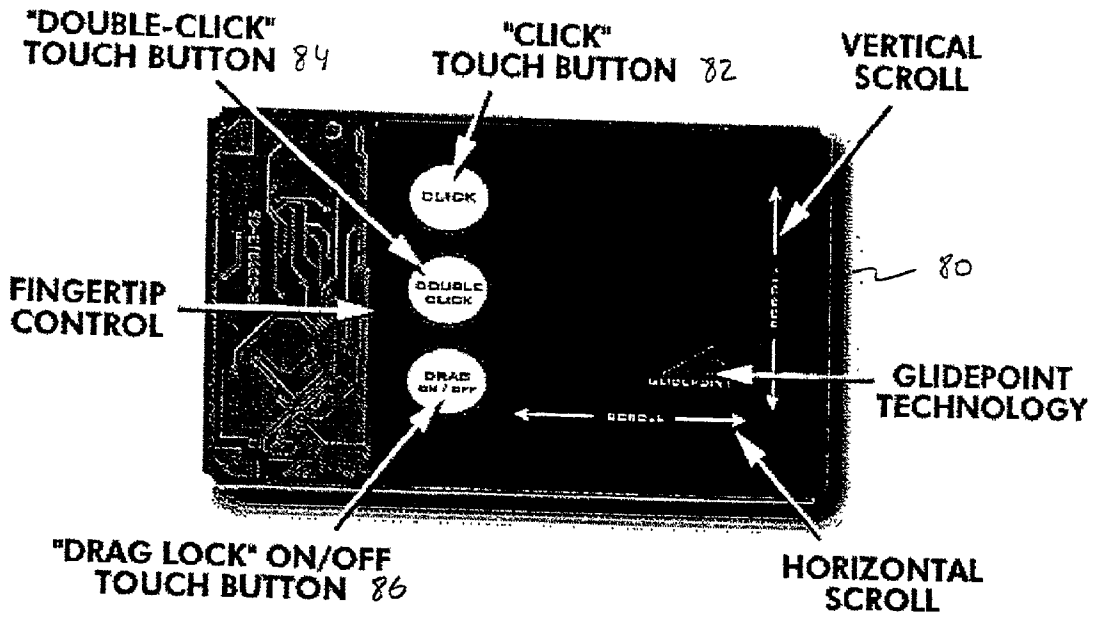 "DOUBLE-CLICK"
TOUCH BUTTON 84
"CLICK"
TOUCH BUTTON 82
VERTICAL
SCROLL
CLICK
DOUBLE
CLICK
DRAG
ON / OFF
FINGERTIP
CONTROL
80
SCROLL
GLIDEPOINT
SCROLL
GLIDEPOINT
TECHNOLOGY
"DRAG LOCK" ON/OFF
TOUCH BUTTON 86
HORIZONTAL
SCROLL